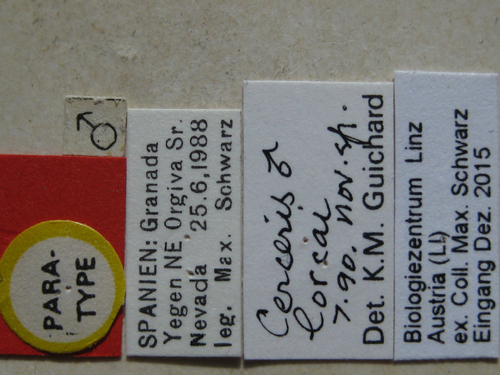 ♂
PARA-
TYPE
SPANIEN: Granada
Yegen NE Orgiva Sr.
Nevada 25.6,1988
leg. Max. Schwarz
Cerceris ♂
lorsai
7.90. nov. sp.
Det. K.M. Guichard
Biologiezentrum Linz
Austria (LI)
ex. Coll. Max. Schwarz
Eingang Dez. 2015